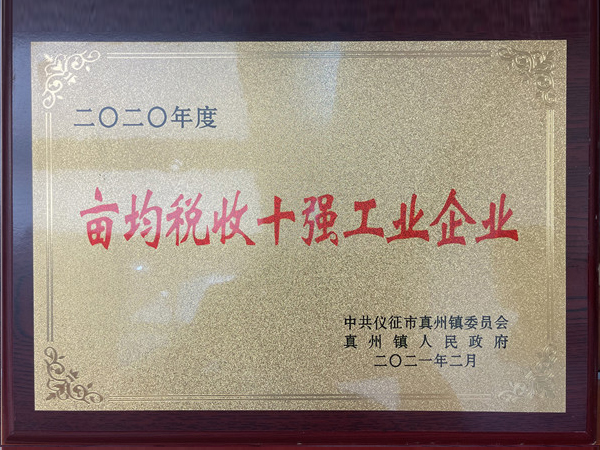 二〇二〇年度
亩均税收十强工业企业
中共仪征市真州镇委员会
真州镇人民政府
二〇二一年二月